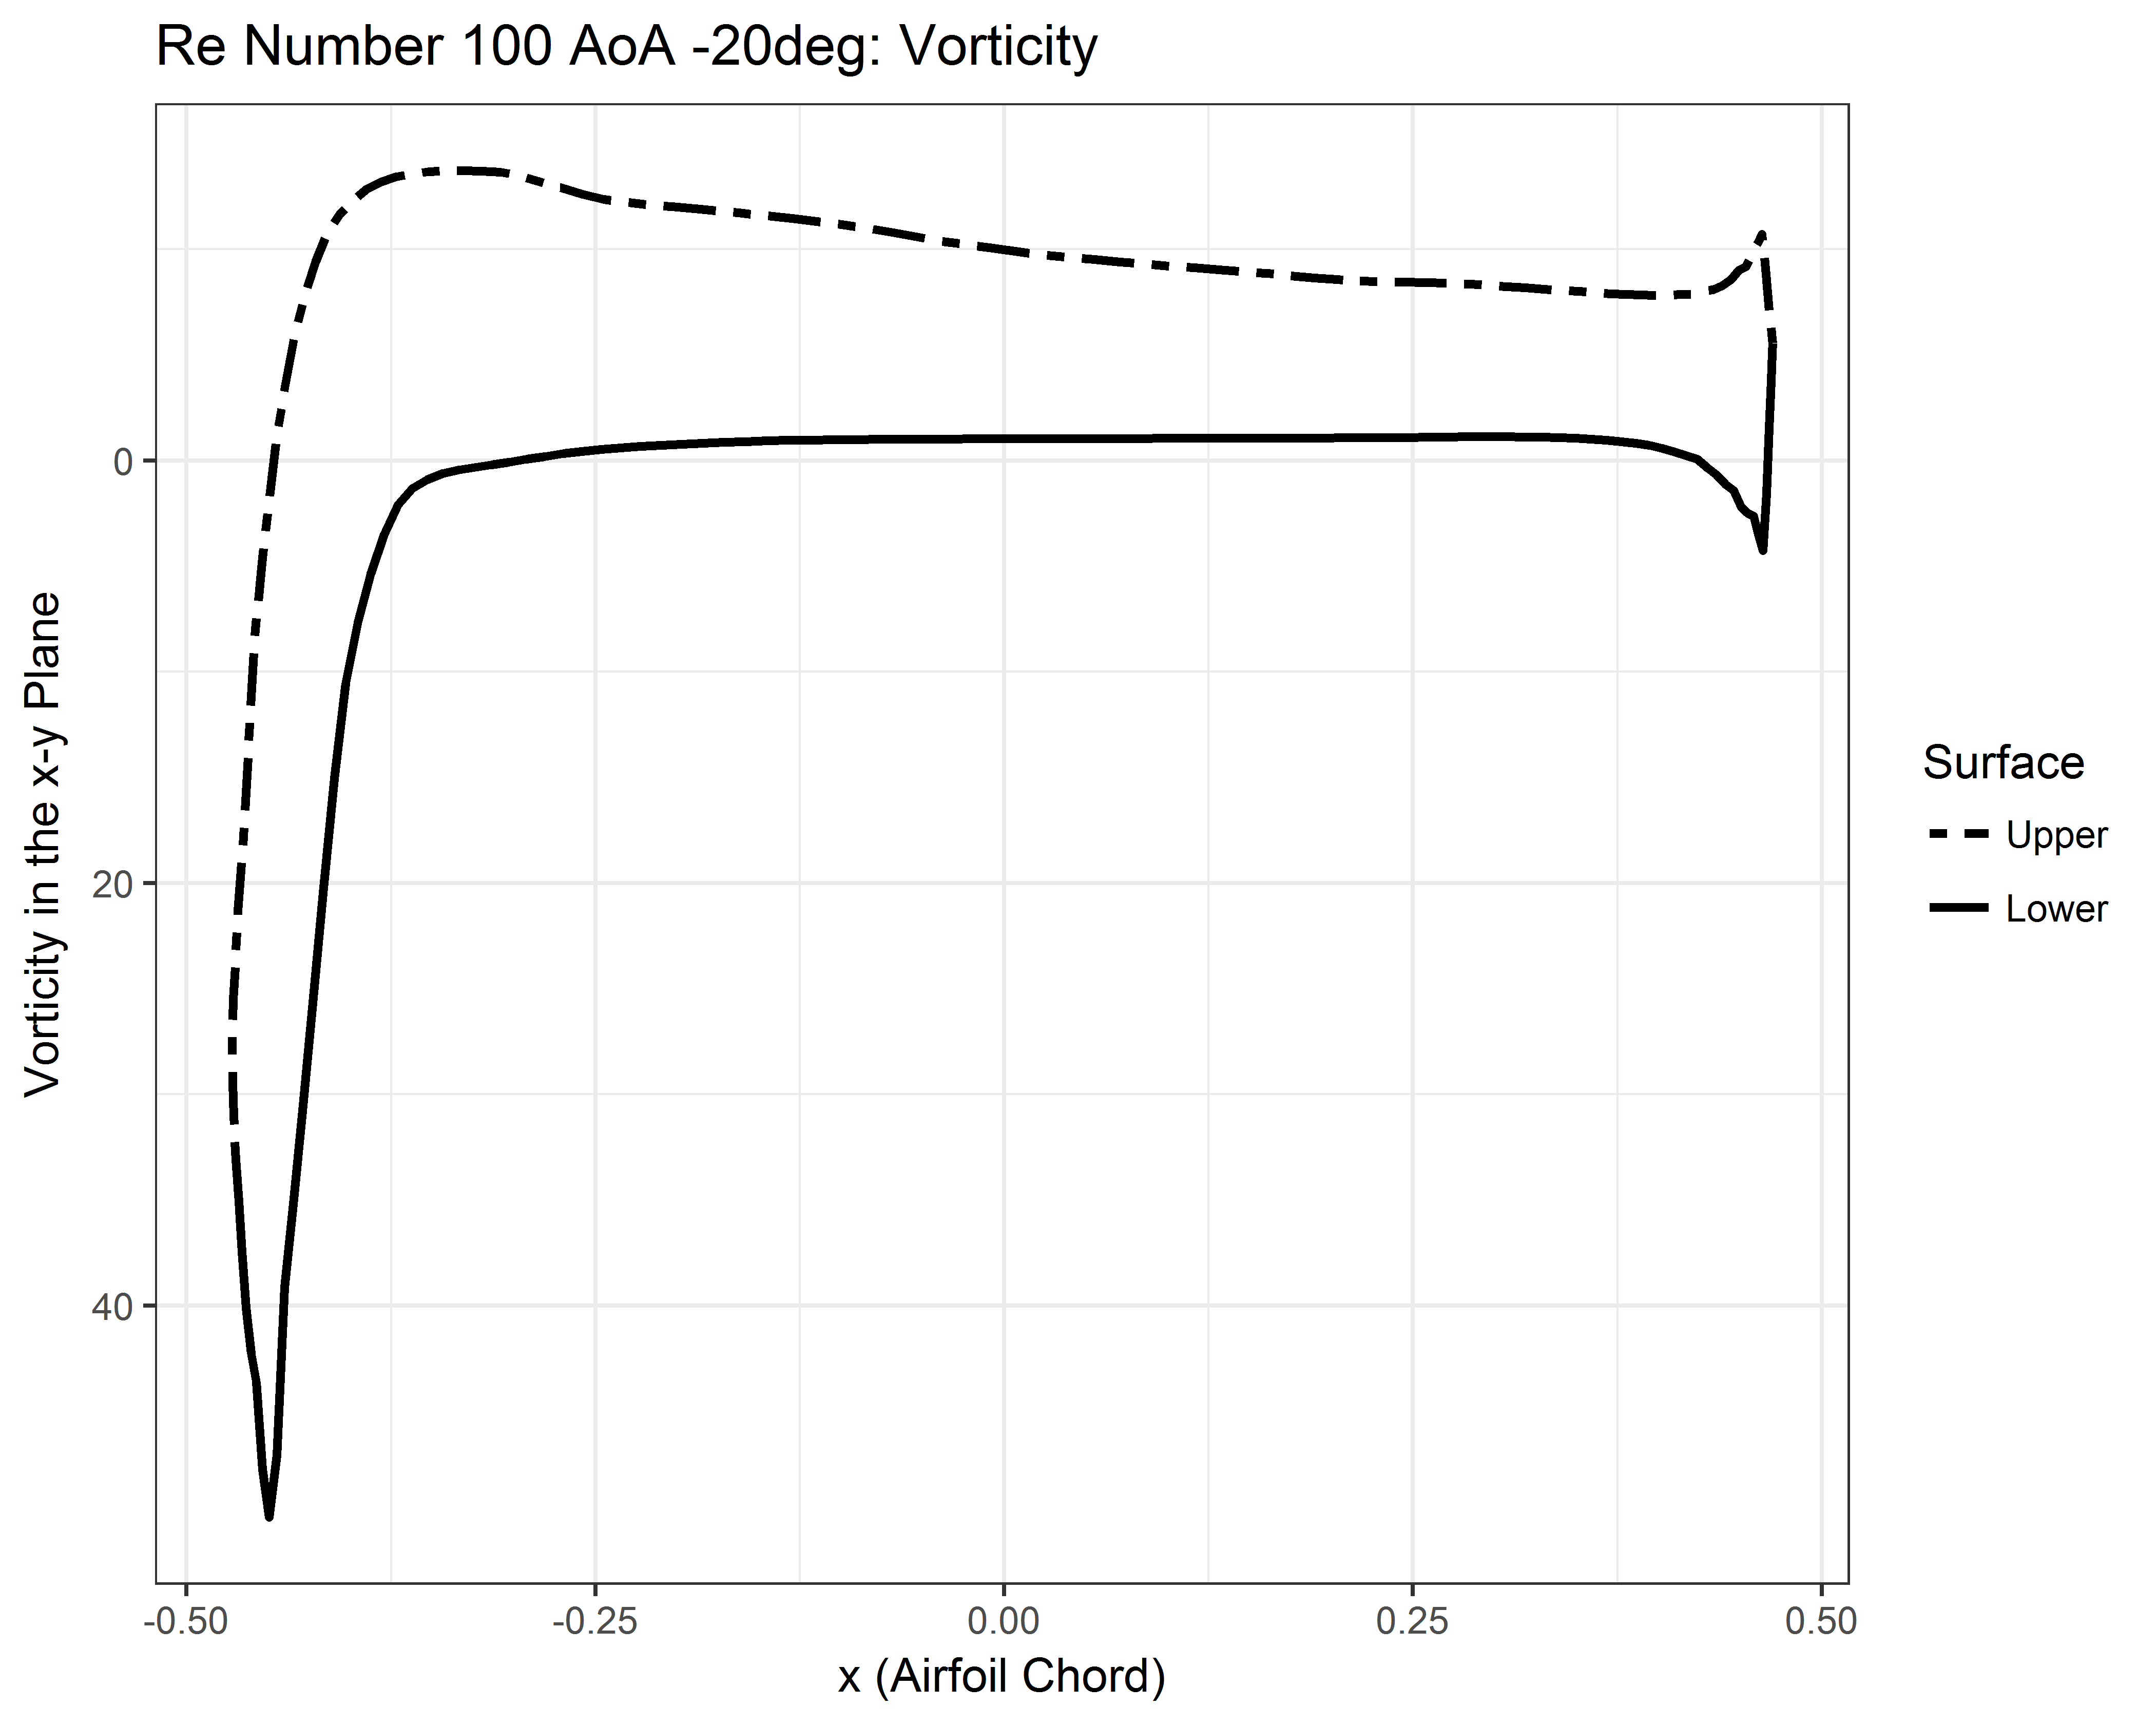 Re Number 100 AoA -20deg: Vorticity
Vorticity in the x-y Plane
0
20
40
-0.50
-0.25
0.00
0.25
0.50
x (Airfoil Chord)
Surface
Upper
Lower